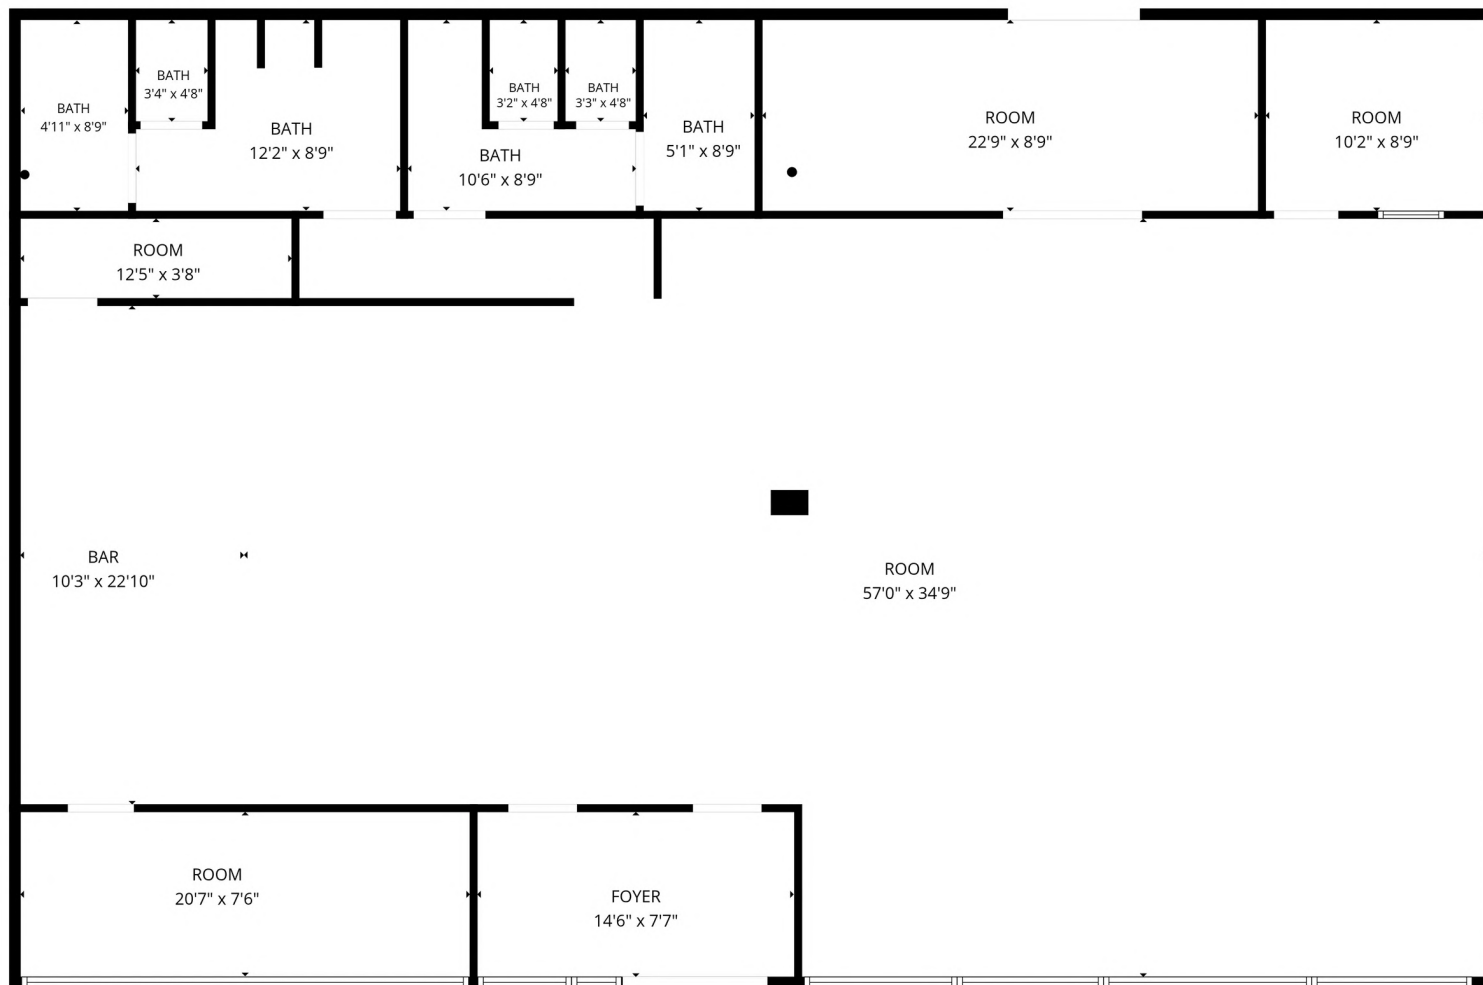 BATH
4'11" x 8'9"
BATH
3'4" x 4'8"
BATH
12'2" x 8'9"
BATH
10'6" x 8'9"
BATH
3'2" x 4'8"
BATH
3'3" x 4'8"
BATH
5'1" x 8'9"
ROOM
22'9" x 8'9"
ROOM
10'2" x 8'9"
ROOM
12'5" x 3'8"
BAR
10'3" x 22'10"
ROOM
57'0" x 34'9"
ROOM
20'7" x 7'6"
FOYER
14'6" x 7'7"